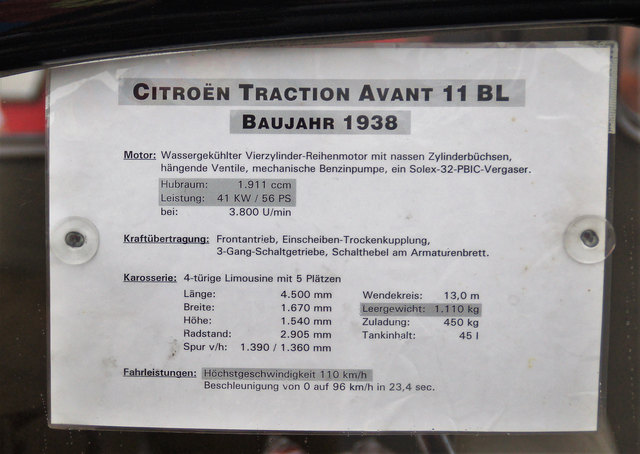 CITROËN TRACTION AVANT 11 BL
BAUJAHR 1938
Motor: Wassergekühlter Vierzylinder-Reihenmotor mit nassen Zylinderbüchsen,
hängende Ventile, mechanische Benzinpumpe, ein Solex-32-PBIC-Vergaser.
Hubraum: 1.911 ccm
Leistung: 41 KW / 56 PS
bei: 3.800 U/min
Kraftübertragung: Frontantrieb, Einscheiben-Trockenkupplung,
3-Gang-Schaltgetriebe, Schalthebel am Armaturenbrett.
Karosserie: 4-türige Limousine mit 5 Plätzen
Länge: 4.500 mm Wendekreis: 13,0 m
Breite: 1.670 mm Leergewicht: 1.110 kg
Höhe: 1.540 mm Zuladung: 450 kg
Radstand: 2.905 mm Tankinhalt: 45 l
Spur v/h: 1.390 / 1.360 mm
Fahrleistungen: Höchstgeschwindigkeit 110 km/h
Beschleunigung von 0 auf 96 km/h in 23,4 sec.